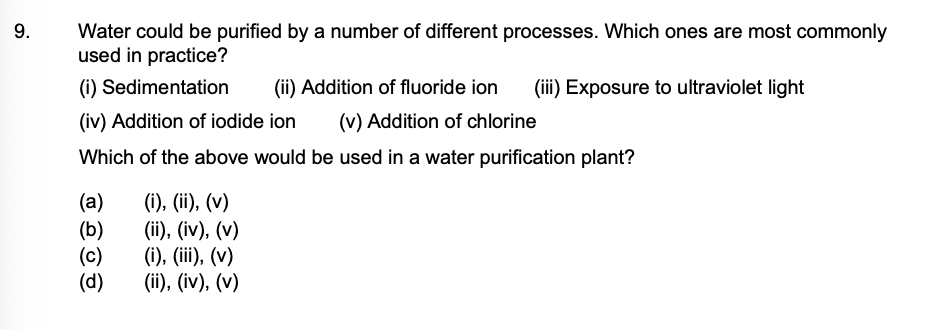 9. Water could be purified by a number of different processes. Which ones are most commonly
used in practice?
(i) Sedimentation (ii) Addition of fluoride ion (iii) Exposure to ultraviolet light
(iv) Addition of iodide ion (v) Addition of chlorine
Which of the above would be used in a water purification plant?
(a) (i), (ii), (v)
(b) (ii), (iv), (v)
(c) (i), (iii), (v)
(d) (ii), (iv), (v)